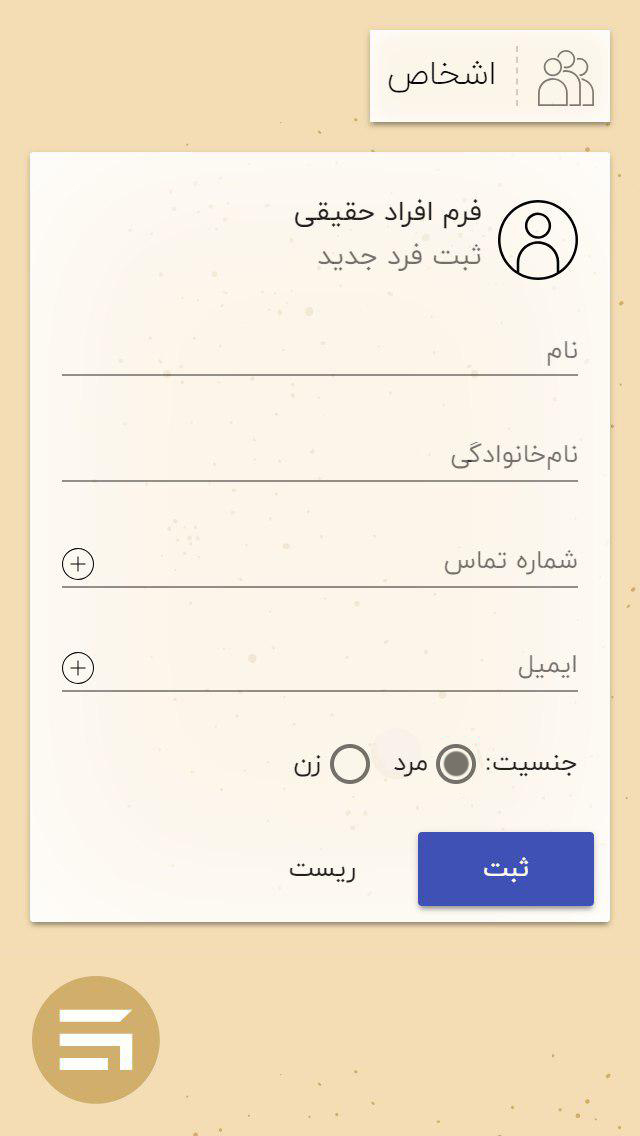 اشخاص
فرم افراد حقیقی
ثبت فرد جدید
نام
نام‌خانوادگی
شماره تماس
ایمیل
جنسیت: مرد زن
ثبت ریست